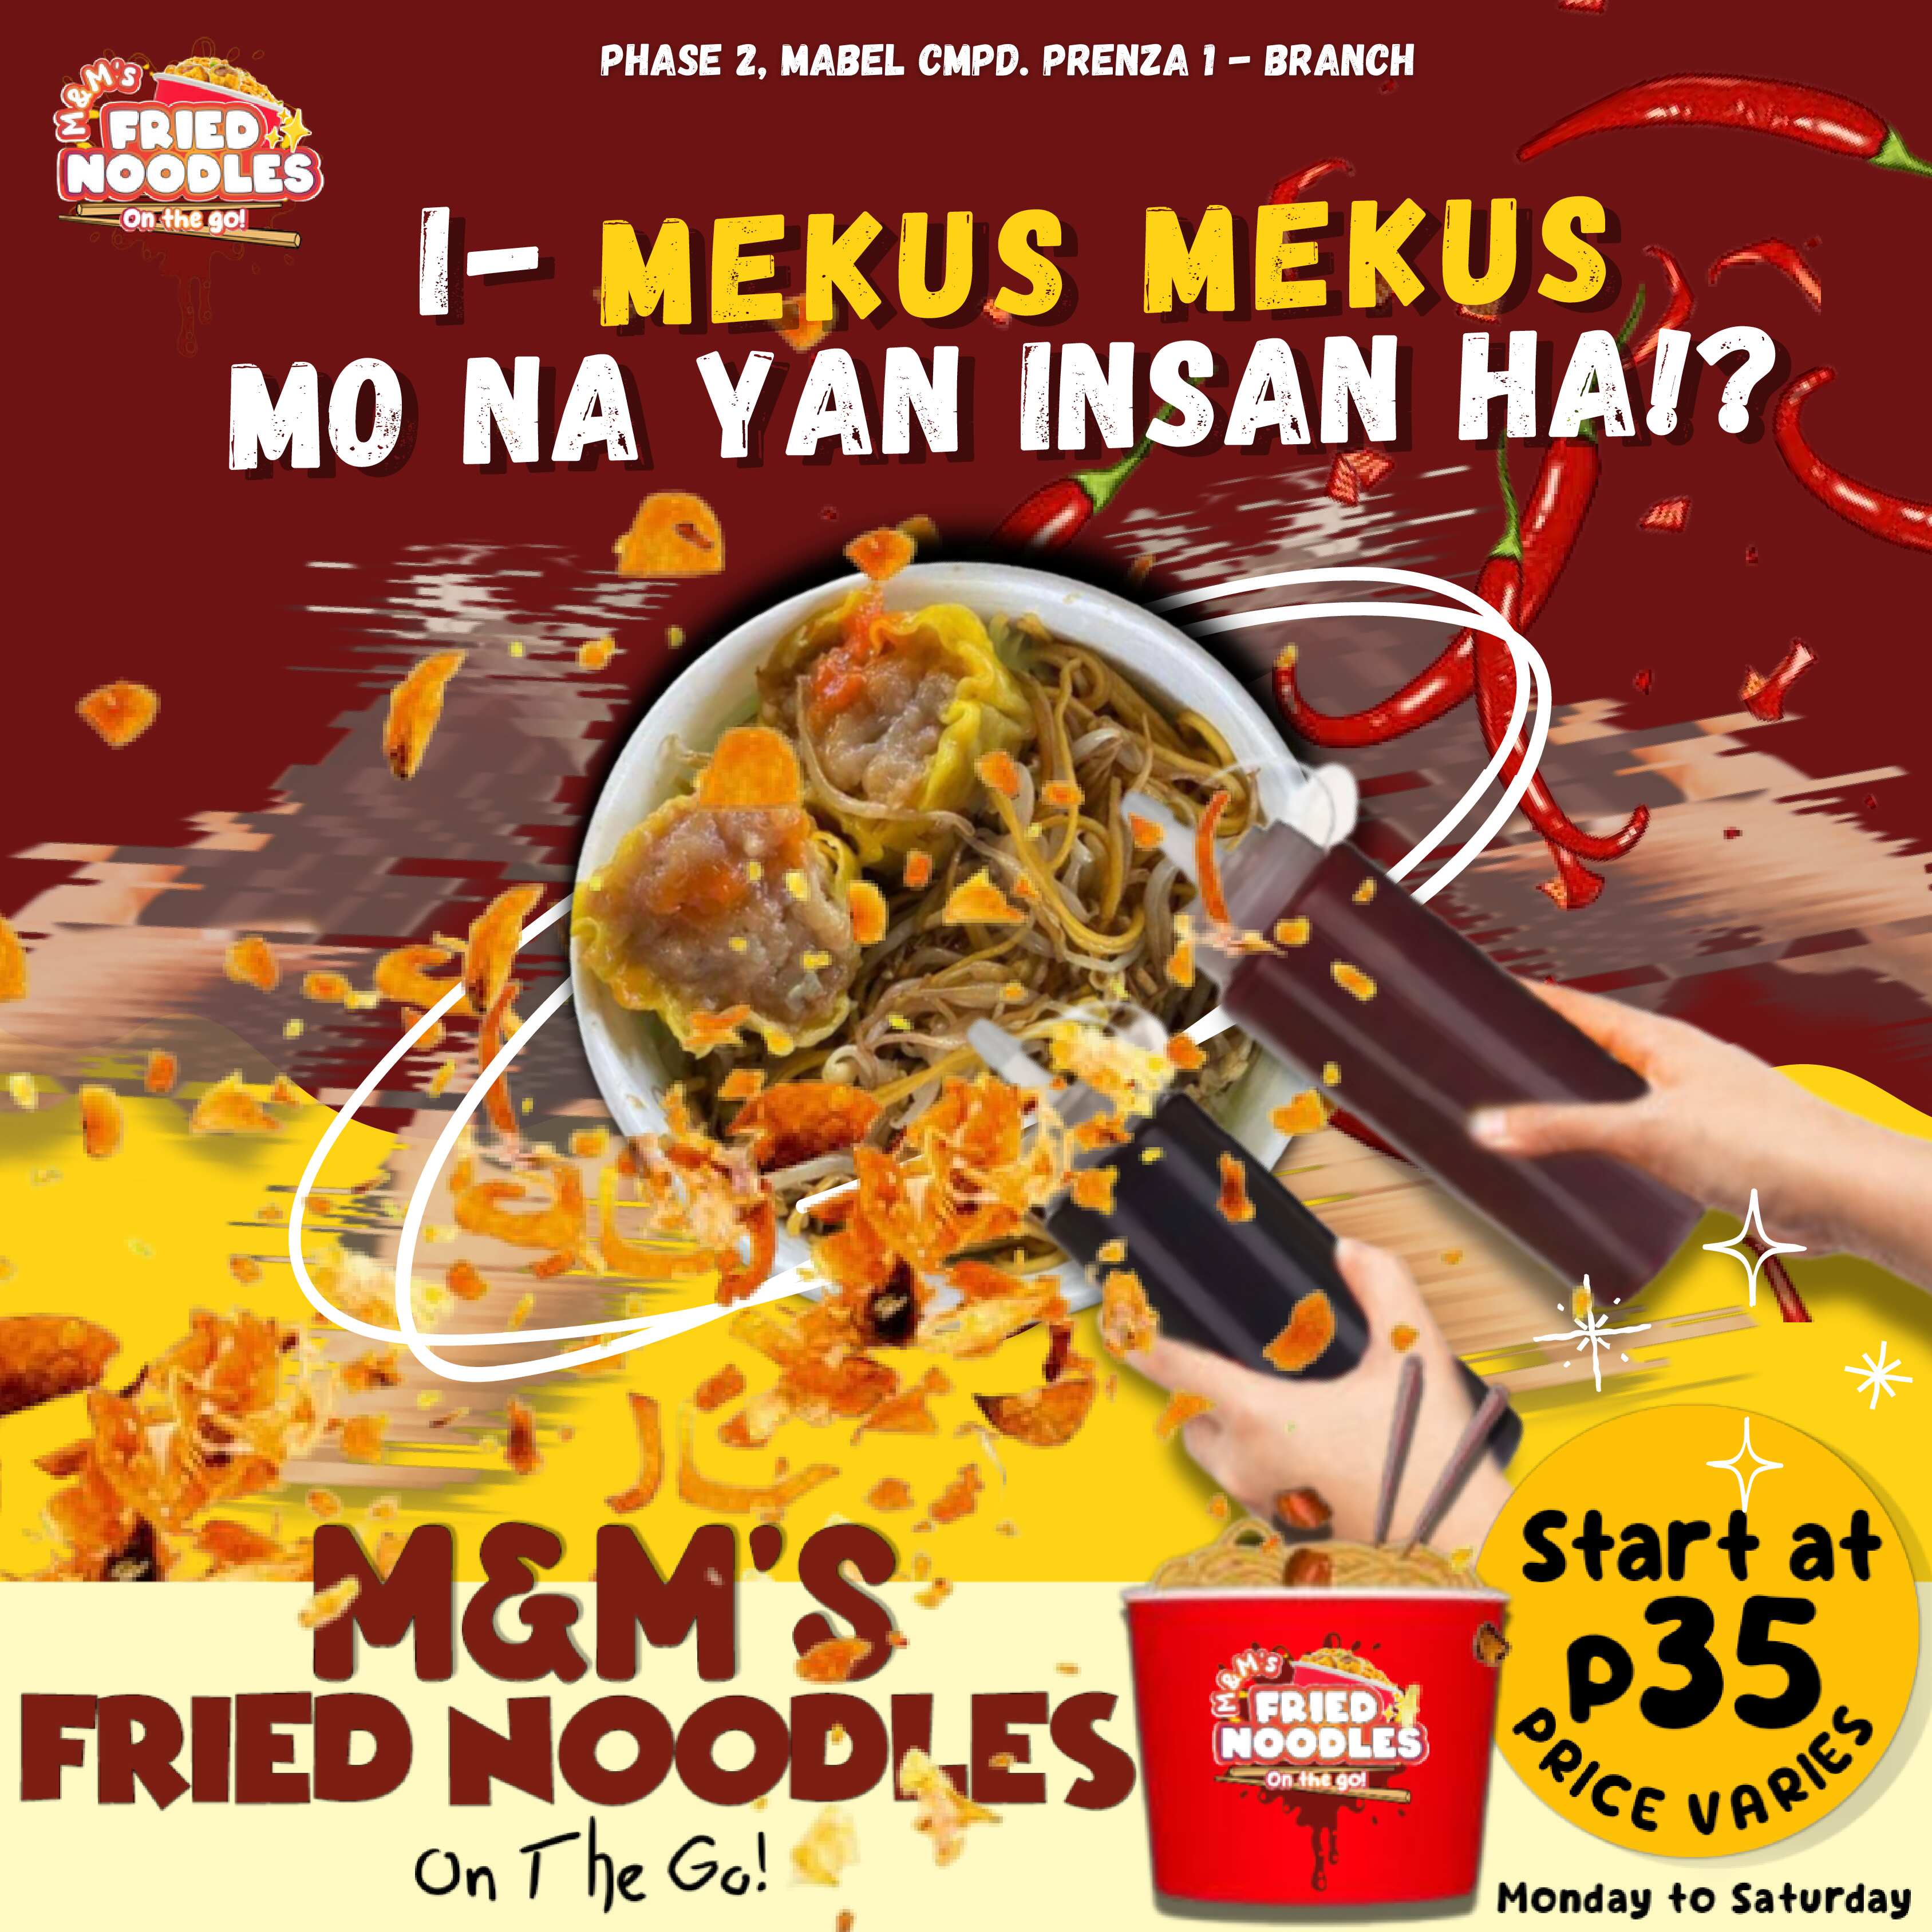 PHASE 2, MABEL CMPD. PRENZA 1 - BRANCH
M&M'S
FRIED
NOODLES
On the go!
I- MEKUS MEKUS
MO NA YAN INSAN HA!?
M&M'S
FRIED NOODLES
On The Go!
M&M'S
FRIED
NOODLES
On the go!
Start at
P35
PRICE VARIES
Monday to Saturday